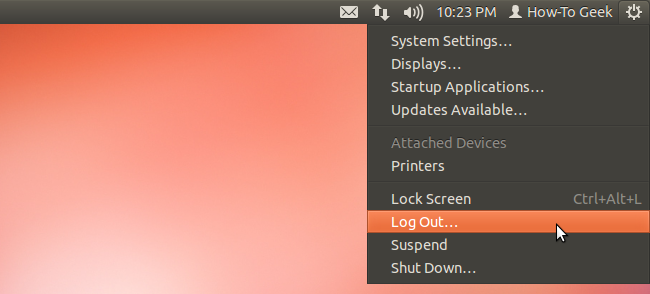 10:23 PM How-To Geek
System Settings…
Displays…
Startup Applications…
Updates Available…
Attached Devices
Printers
Lock Screen Ctrl+Alt+L
Log Out…
Suspend
Shut Down…